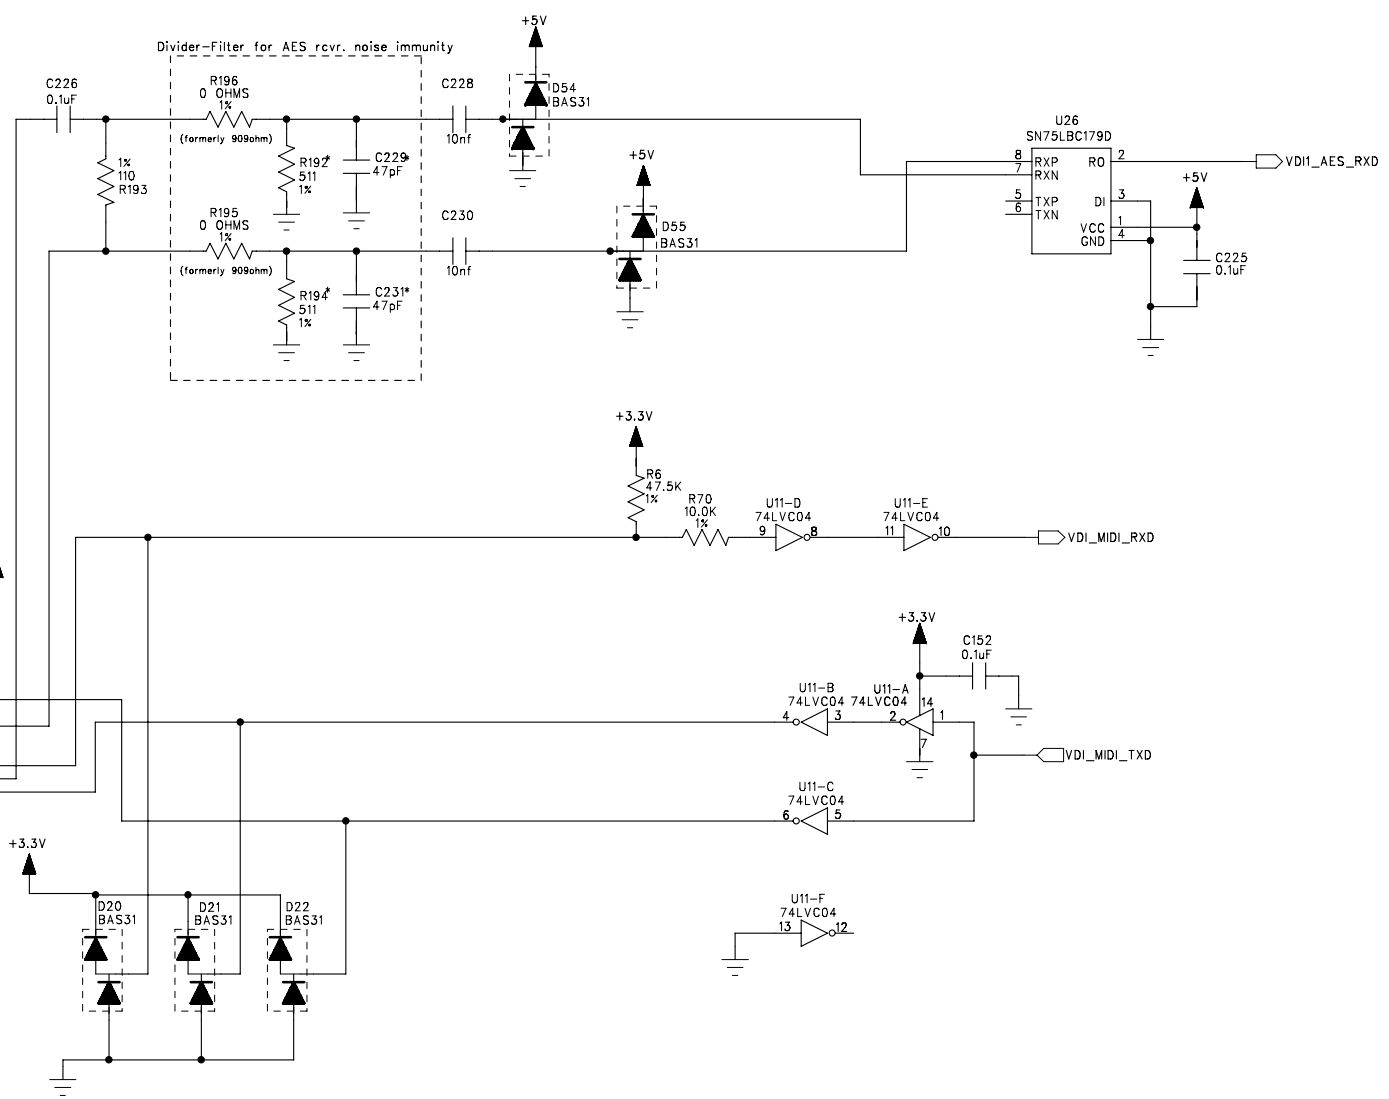 Divider-Filter for AES rcvr. noise immunity
+5V
C226
0.1uF
R196
0 OHMS
1%
(formerly 909ohm)
C228
10nf
D54
BAS31
1%
110
R193
R192*
511
1%
C229*
47pF
+5V
D55
BAS31
R195
0 OHMS
1%
(formerly 909ohm)
C230
10nf
R194*
511
1%
C231*
47pF
U26
SN75LBC179D
8 RXP
7 RXN
5 TXP
6 TXN
RO 2
DI 3
VCC 1
GND 4
VDI1_AES_RXD
+5V
C225
0.1uF
+3.3V
R6
47.5K
1%
R70
10.0K
1%
U11-D
74LVC04
9 8
U11-E
74LVC04
11 10
VDI_MIDI_RXD
+3.3V
C152
0.1uF
U11-B
74LVC04
4 3
U11-A
74LVC04
14
2 1
7
VDI_MIDI_TXD
U11-C
74LVC04
6 5
+3.3V
D20
BAS31
D21
BAS31
D22
BAS31
U11-F
74LVC04
13 12